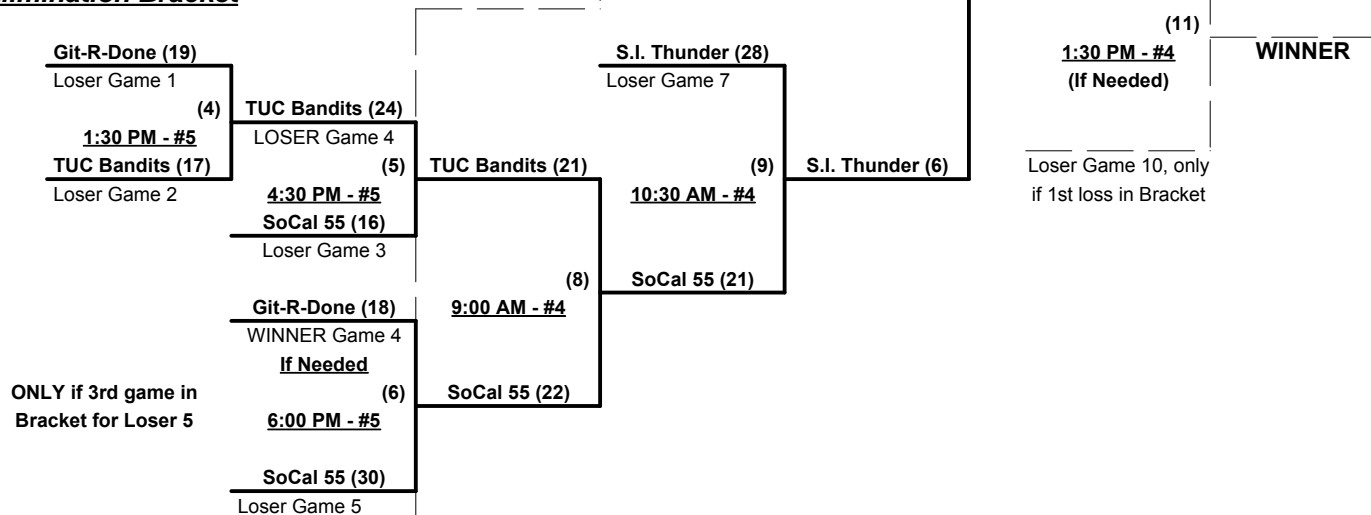 Elimination Bracket
(11)
Git-R-Done (19)
S.I. Thunder (28)
1:30 PM - #4
WINNER
Loser Game 1
Loser Game 7
(If Needed)
(4)
TUC Bandits (24)
1:30 PM - #5
LOSER Game 4
TUC Bandits (17)
(5)
TUC Bandits (21)
(9)
S.I. Thunder (6)
Loser Game 10, only
Loser Game 2
4:30 PM - #5
10:30 AM - #4
if 1st loss in Bracket
SoCal 55 (16)
Loser Game 3
(8)
SoCal 55 (21)
Git-R-Done (18)
9:00 AM - #4
WINNER Game 4
If Needed
ONLY if 3rd game in
(6)
SoCal 55 (22)
Bracket for Loser 5
6:00 PM - #5
SoCal 55 (30)
Loser Game 5